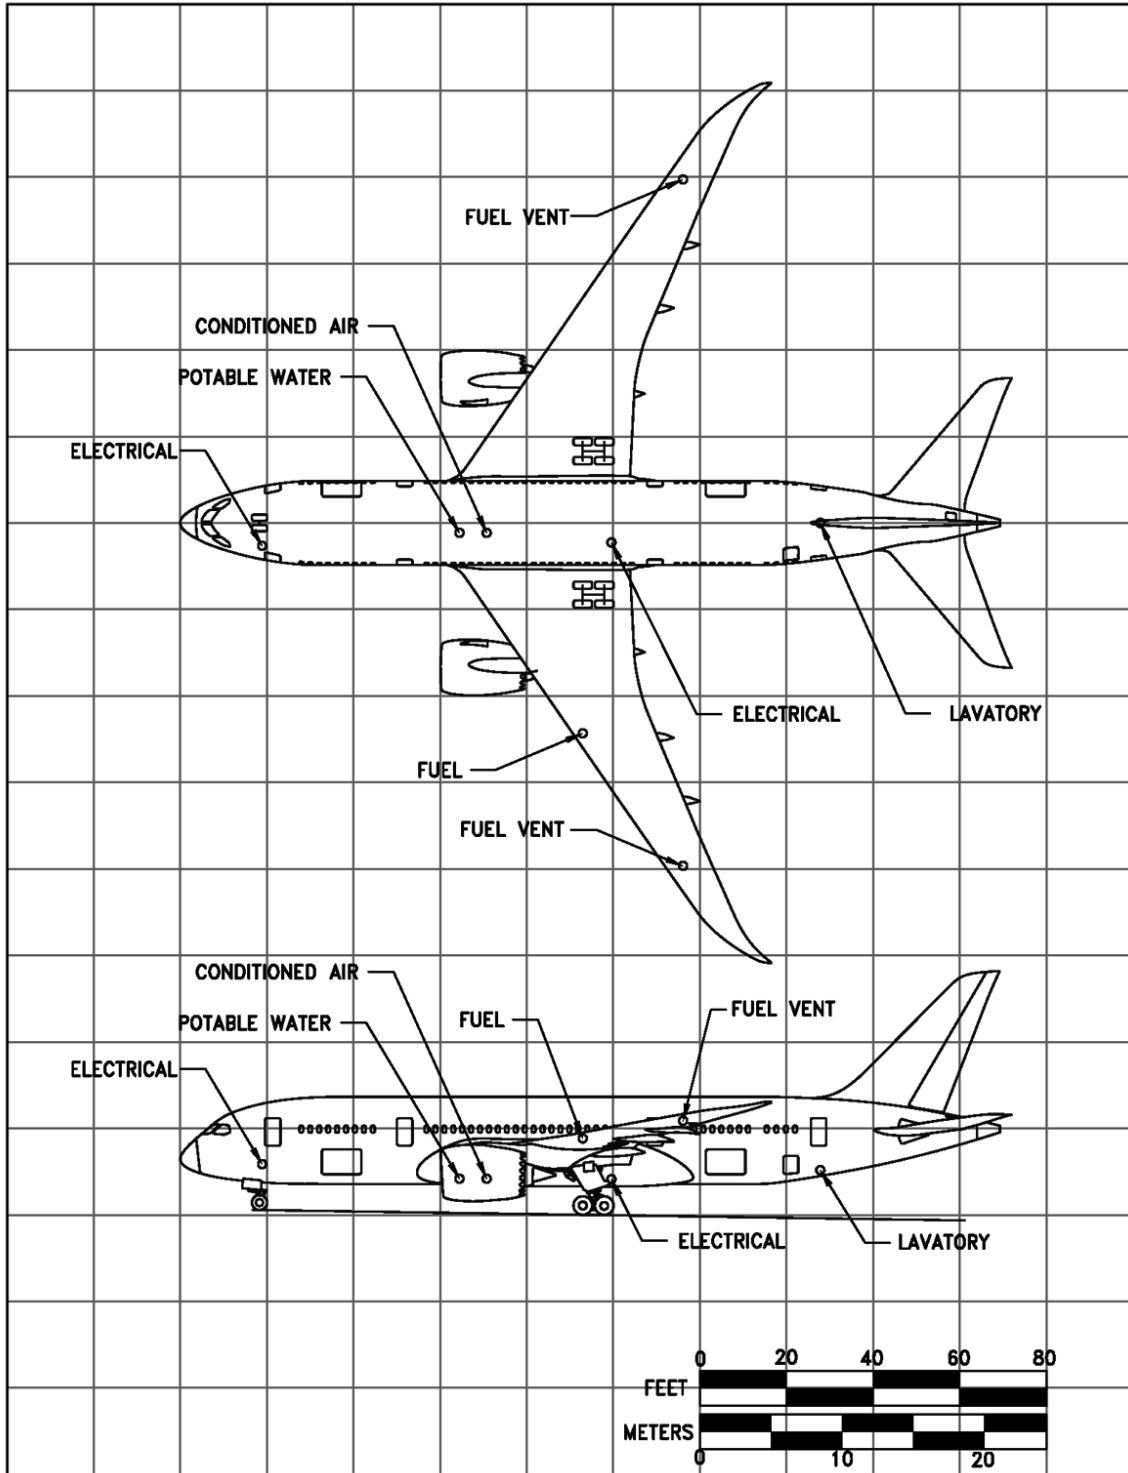 FUEL VENT
CONDITIONED AIR
POTABLE WATER
ELECTRICAL
ELECTRICAL
LAVATORY
FUEL
FUEL VENT
CONDITIONED AIR
POTABLE WATER
FUEL
FUEL VENT
ELECTRICAL
ELECTRICAL
LAVATORY
0 20 40 60 80
FEET
METERS
0 10 20